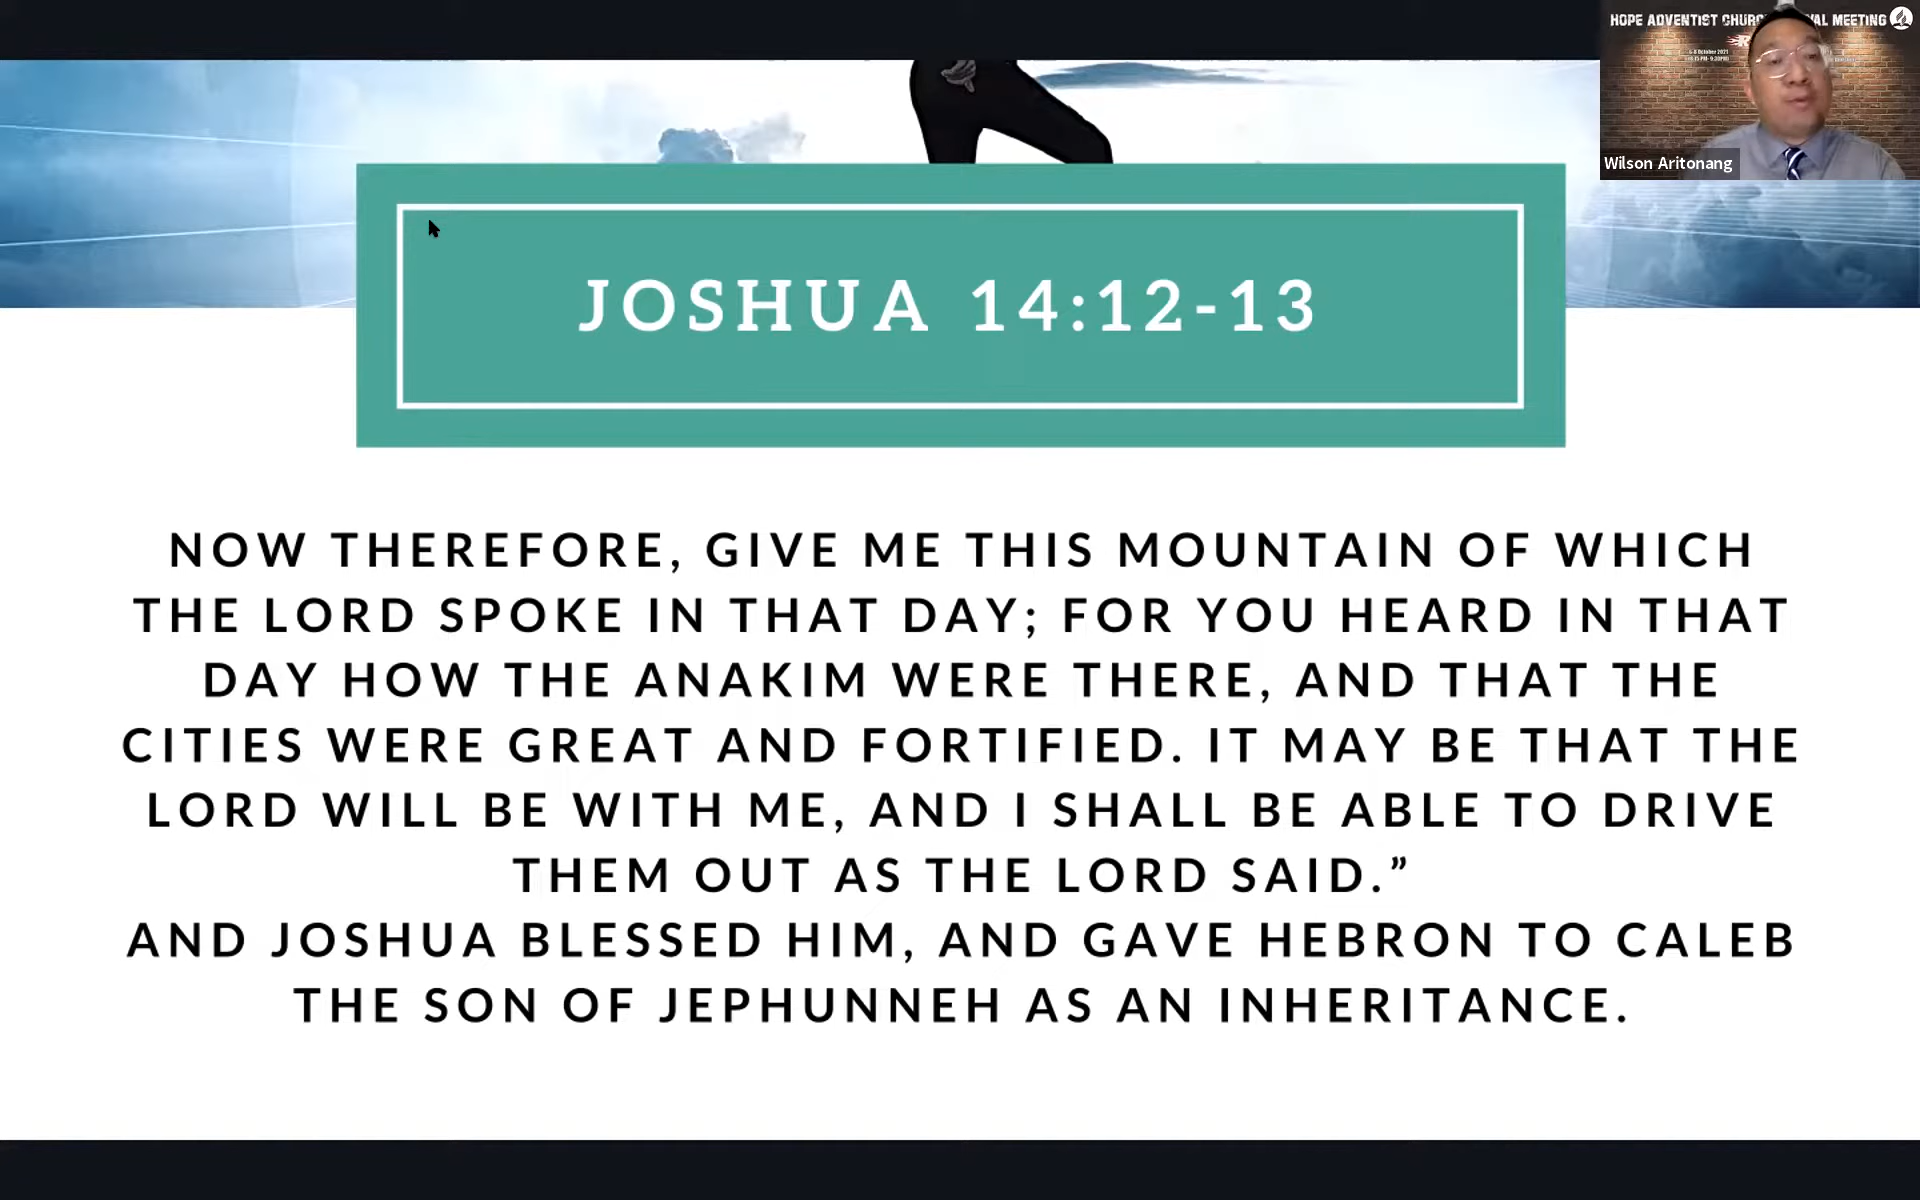 HOPE ADVENTIST CHURCH REVIVAL MEETING
Wilson Aritonang
JOSHUA 14:12-13
NOW THEREFORE, GIVE ME THIS MOUNTAIN OF WHICH
THE LORD SPOKE IN THAT DAY; FOR YOU HEARD IN THAT
DAY HOW THE ANAKIM WERE THERE, AND THAT THE
CITIES WERE GREAT AND FORTIFIED. IT MAY BE THAT THE
LORD WILL BE WITH ME, AND I SHALL BE ABLE TO DRIVE
THEM OUT AS THE LORD SAID.”
AND JOSHUA BLESSED HIM, AND GAVE HEBRON TO CALEB
THE SON OF JEPHUNNEH AS AN INHERITANCE.